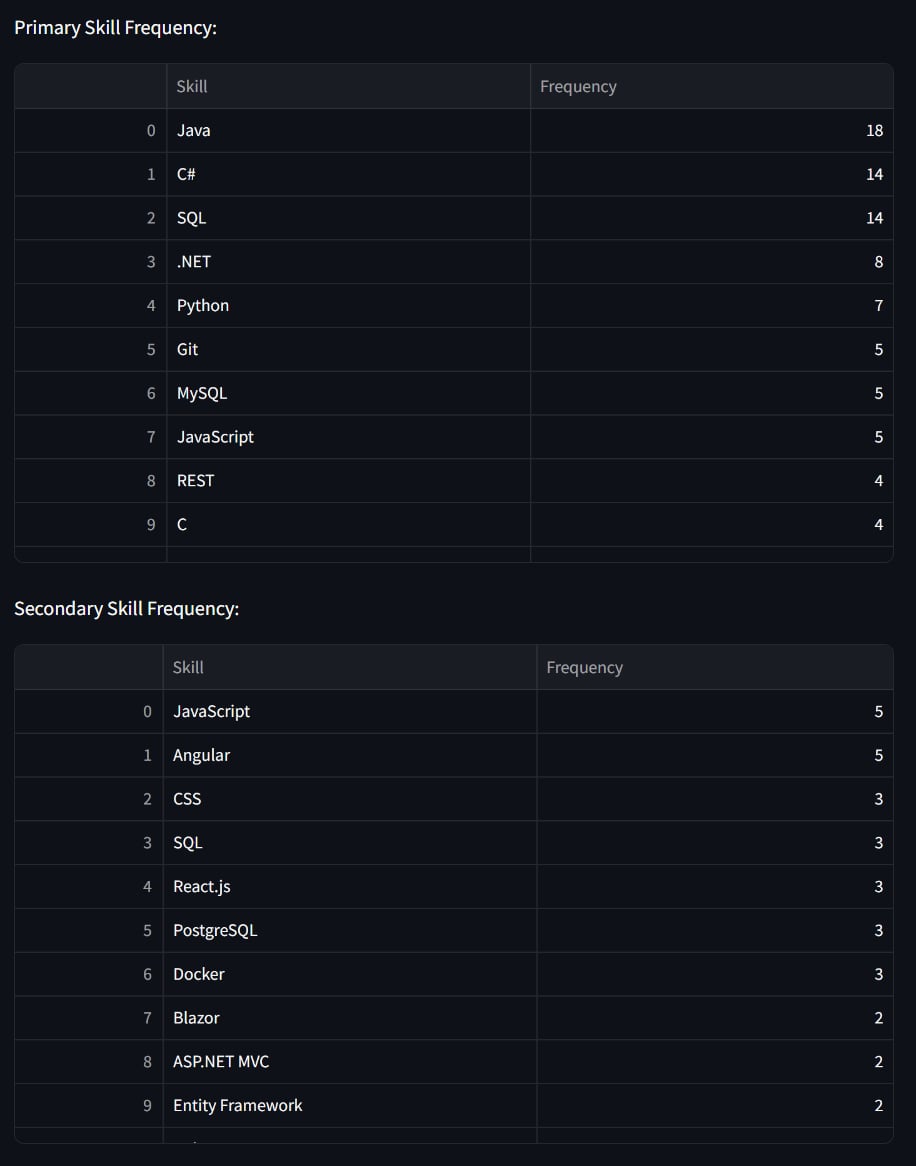 Primary Skill Frequency:
Skill Frequency
0 Java 18
1 C# 14
2 SQL 14
3 .NET 8
4 Python 7
5 Git 5
6 MySQL 5
7 JavaScript 5
8 REST 4
9 C 4
Secondary Skill Frequency:
Skill Frequency
0 JavaScript 5
1 Angular 5
2 CSS 3
3 SQL 3
4 React.js 3
5 PostgreSQL 3
6 Docker 3
7 Blazor 2
8 ASP.NET MVC 2
9 Entity Framework 2